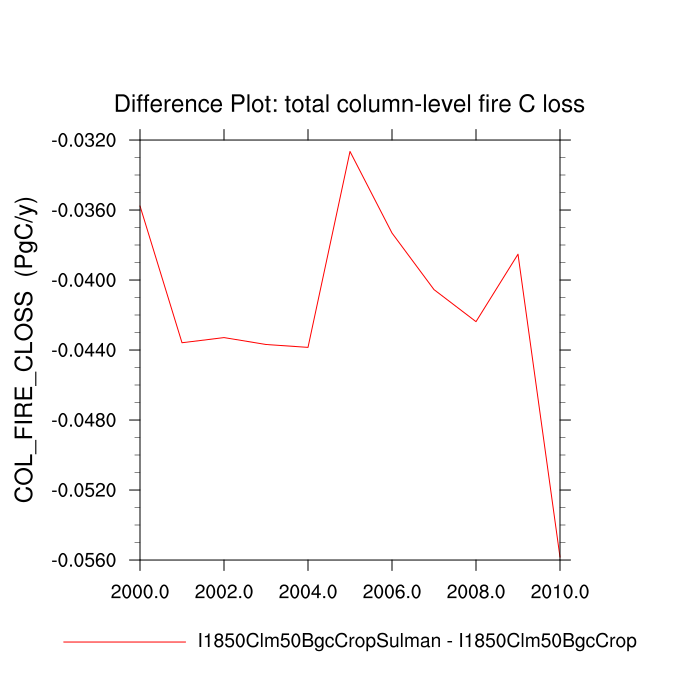 Difference Plot: total column-level fire C loss
COL_FIRE_CLOSS (PgC/y)
-0.0320
-0.0360
-0.0400
-0.0440
-0.0480
-0.0520
-0.0560
2000.0 2002.0 2004.0 2006.0 2008.0 2010.0
I1850Clm50BgcCropSulman - I1850Clm50BgcCrop